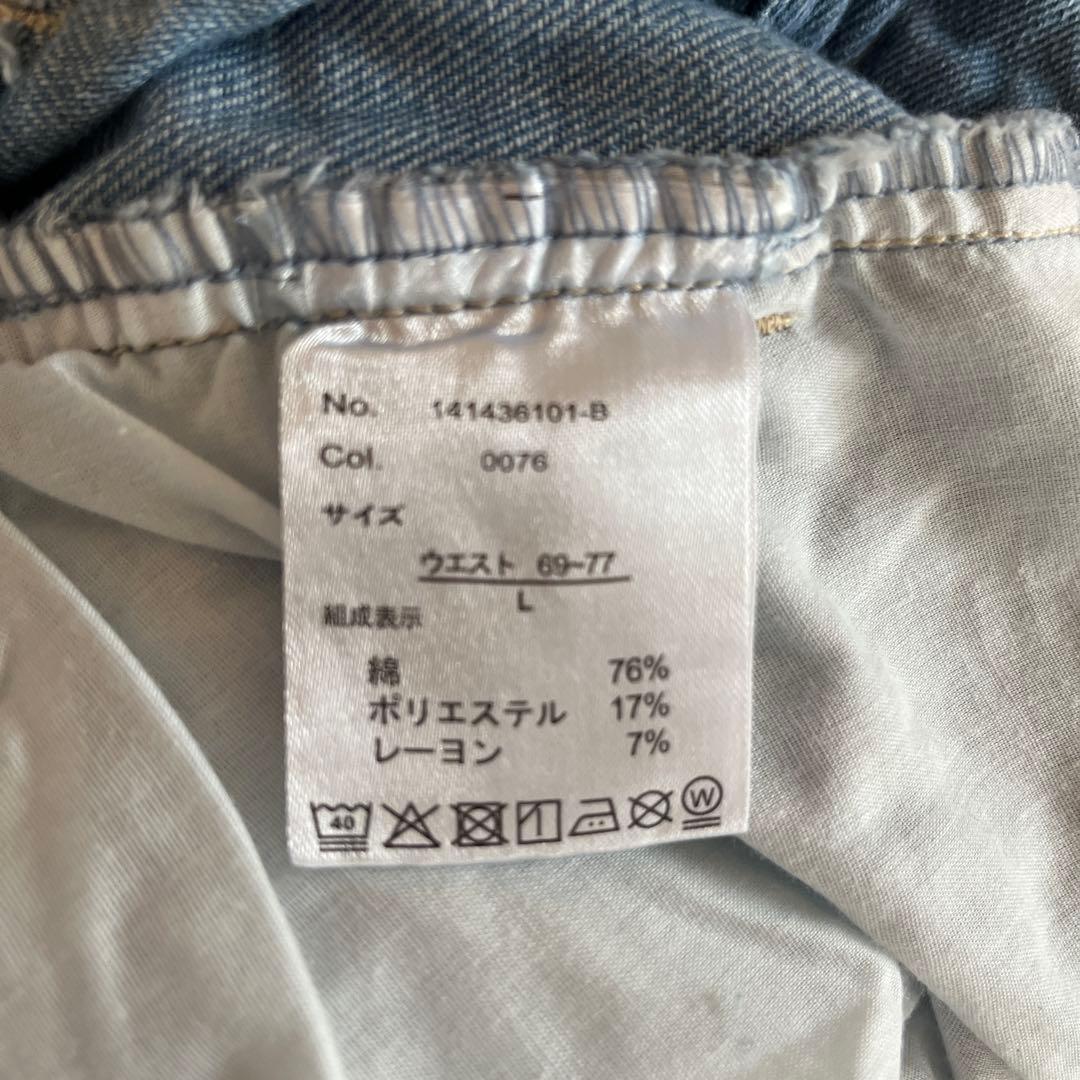 No. 141436101-B
Col. 0076
サイズ
ウエスト 69~77
L
組成表示
綿 76%
ポリエステル 17%
レーヨン 7%
40
W